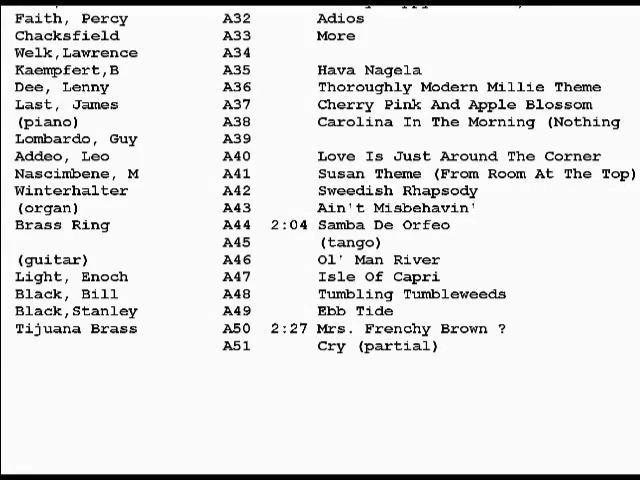 Faith, Percy A32 Adios
Chacksfield A33 More
Welk,Lawrence A34
Kaempfert,B A35 Hava Nagela
Dee, Lenny A36 Thoroughly Modern Millie Theme
Last, James A37 Cherry Pink And Apple Blossom
(piano) A38 Carolina In The Morning (Nothing
Lombardo, Guy A39
Addeo, Leo A40 Love Is Just Around The Corner
Nascimbene, M A41 Susan Theme (From Room At The Top)
Winterhalter A42 Sweedish Rhapsody
(organ) A43 Ain't Misbehavin'
Brass Ring A44 2:04 Samba De Orfeo
A45 (tango)
(guitar) A46 Ol' Man River
Light, Enoch A47 Isle Of Capri
Black, Bill A48 Tumbling Tumbleweeds
Black,Stanley A49 Ebb Tide
Tijuana Brass A50 2:27 Mrs. Frenchy Brown ?
A51 Cry (partial)